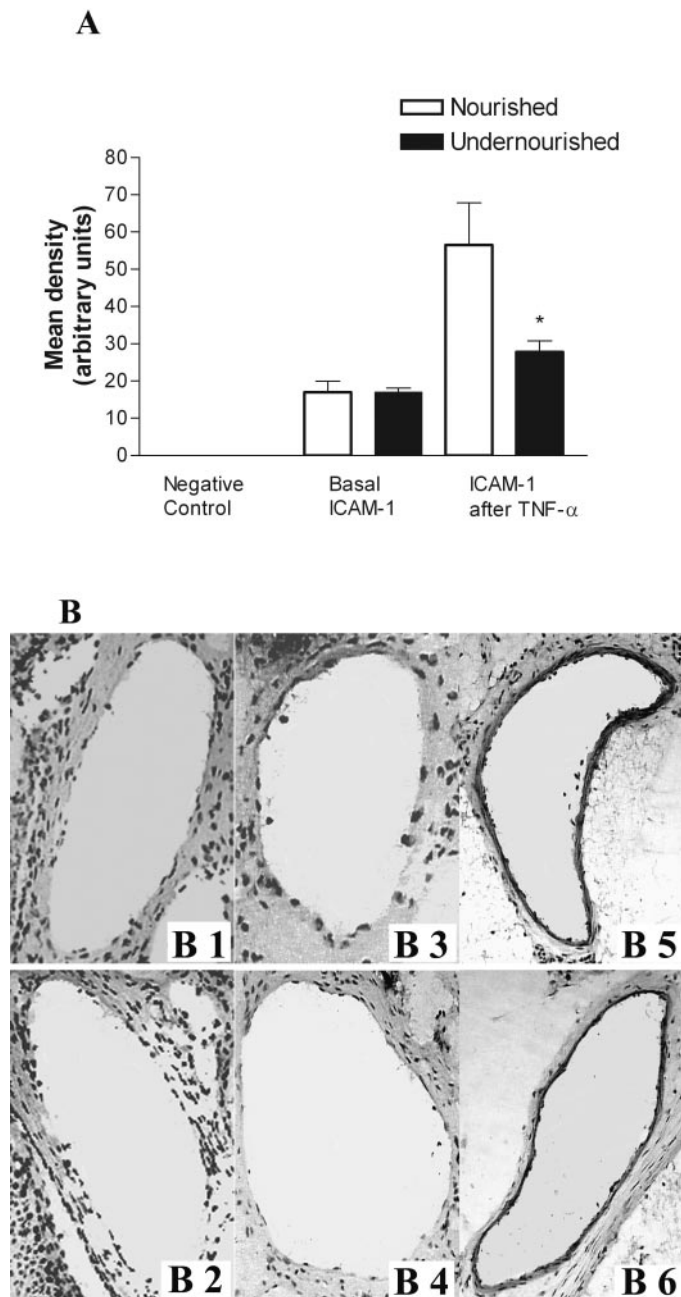 A
Nourished
Undernourished
Mean density
(arbitrary units)
80
70
60
50
40
30
20
10
0
*
Negative
Control
Basal
ICAM-1
ICAM-1
after TNF-α
B
B 1
B 3
B 5
B 2
B 4
B 6